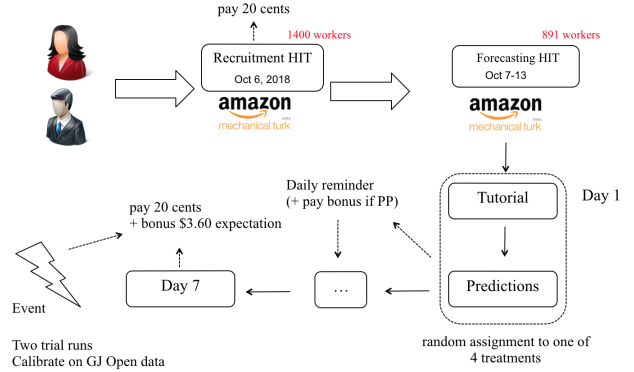 pay 20 cents
1400 workers
Recruitment HIT
Oct 6, 2018
amazon
beta
mechanical turk
891 workers
Forecasting HIT
Oct 7-13
amazon
beta
mechanical turk
Tutorial
Day 1
Predictions
random assignment to one of
4 treatments
Daily reminder
(+ pay bonus if PP)
…
pay 20 cents
+ bonus $3.60 expectation
Day 7
Event
Two trial runs
Calibrate on GJ Open data